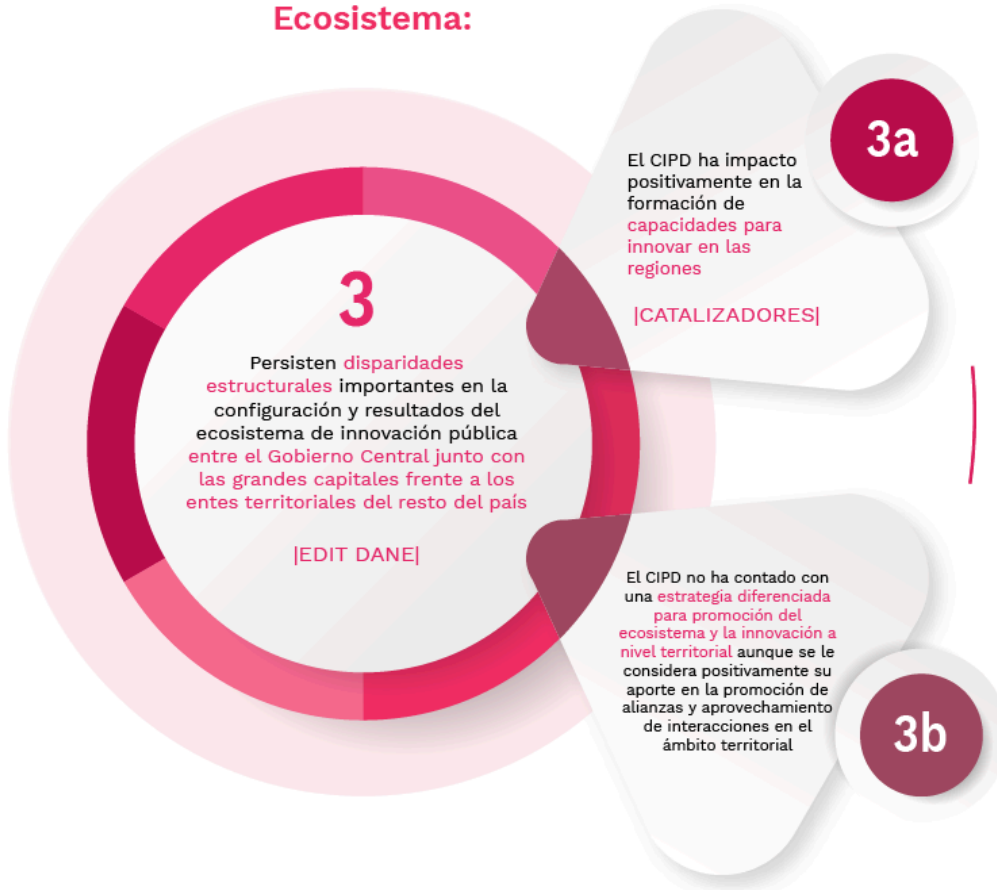 Ecosistema:
3
Persisten disparidades
estructurales importantes en la
configuración y resultados del
ecosistema de innovación pública
entre el Gobierno Central junto con
las grandes capitales frente a los
entes territoriales del resto del país
|EDIT DANE|
3a
El CIPD ha impacto
positivamente en la
formación de
capacidades para
innovar en las
regiones
|CATALIZADORES|
3b
El CIPD no ha contado con
una estrategia diferenciada
para promoción del
ecosistema y la innovación a
nivel territorial aunque se le
considera positivamente su
aporte en la promoción de
alianzas y aprovechamiento
de interacciones en el
ámbito territorial